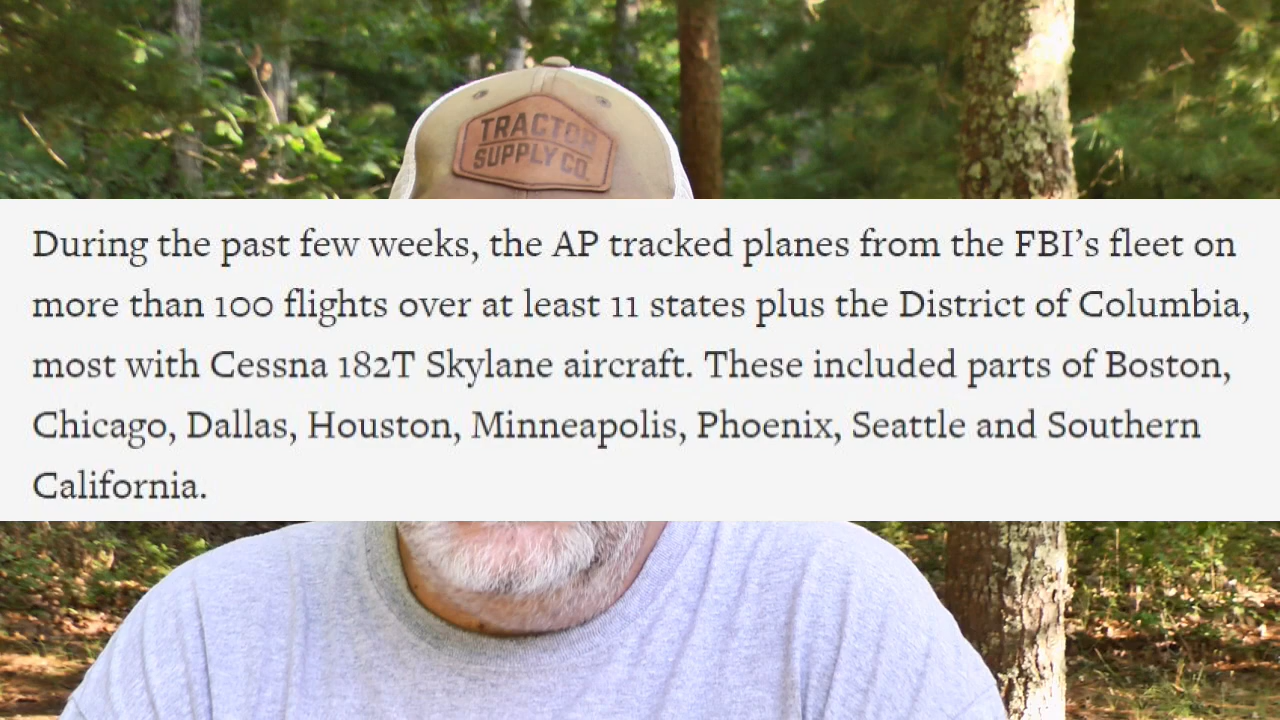 TRACTOR
SUPPLY CO.
During the past few weeks, the AP tracked planes from the FBI’s fleet on
more than 100 flights over at least 11 states plus the District of Columbia,
most with Cessna 182T Skylane aircraft. These included parts of Boston,
Chicago, Dallas, Houston, Minneapolis, Phoenix, Seattle and Southern
California.